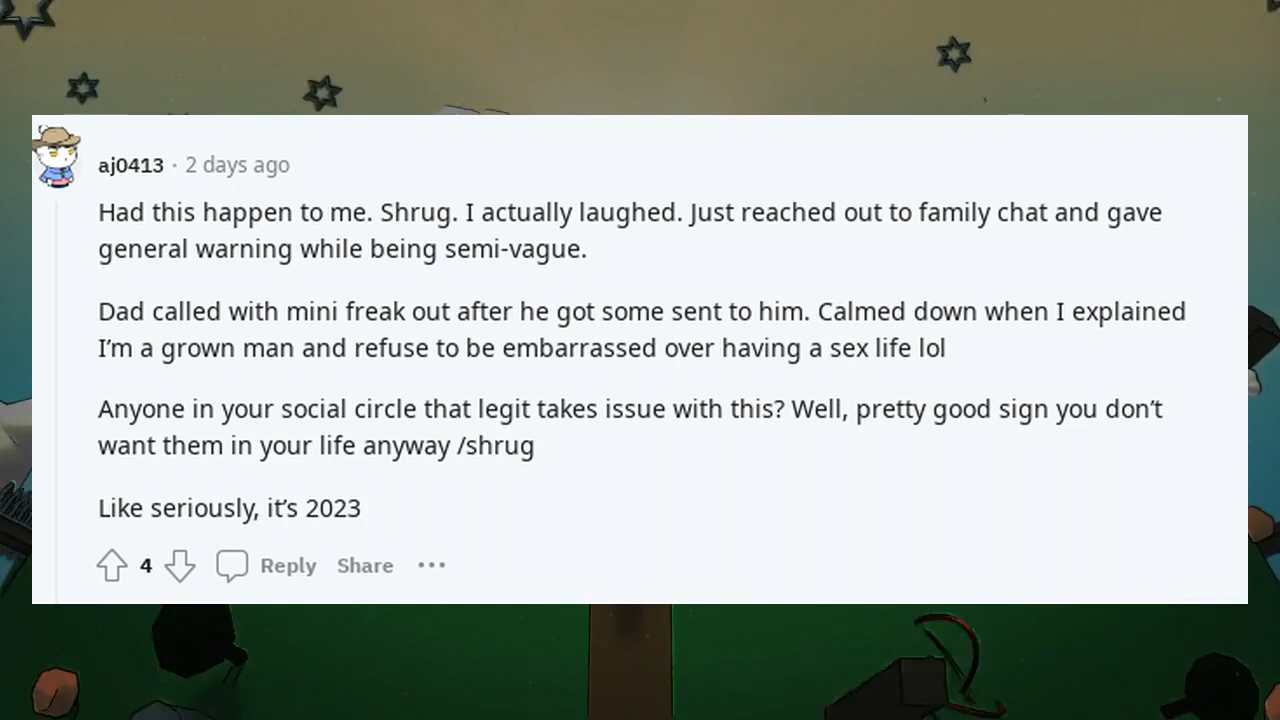 aj0413 · 2 days ago
Had this happen to me. Shrug. I actually laughed. Just reached out to family chat and gave
general warning while being semi-vague.
Dad called with mini freak out after he got some sent to him. Calmed down when I explained
I’m a grown man and refuse to be embarrassed over having a sex life lol
Anyone in your social circle that legit takes issue with this? Well, pretty good sign you don’t
want them in your life anyway /shrug
Like seriously, it’s 2023
4 Reply Share •••